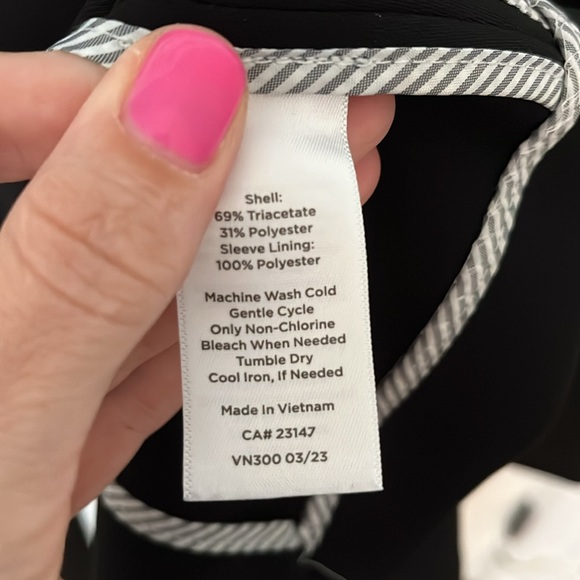 Shell:
69% Triacetate
31% Polyester
Sleeve Lining:
100% Polyester
Machine Wash Cold
Gentle Cycle
Only Non-Chlorine
Bleach When Needed
Tumble Dry
Cool Iron, If Needed
Made In Vietnam
CA# 23147
VN300 03/23